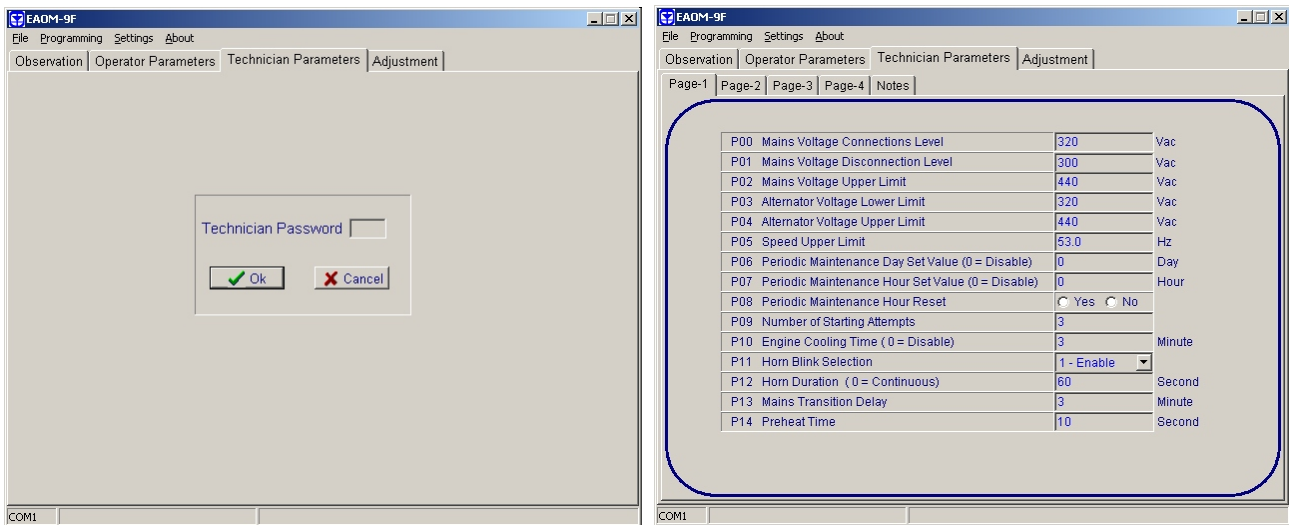 EAOM-9F
File Programming Settings About
Observation Operator Parameters Technician Parameters Adjustment
Technician Password
Ok Cancel
COM1
EAOM-9F
File Programming Settings About
Observation Operator Parameters Technician Parameters Adjustment
Page-1 Page-2 Page-3 Page-4 Notes
P00 Mains Voltage Connections Level 320 Vac
P01 Mains Voltage Disconnection Level 300 Vac
P02 Mains Voltage Upper Limit 440 Vac
P03 Alternator Voltage Lower Limit 320 Vac
P04 Alternator Voltage Upper Limit 440 Vac
P05 Speed Upper Limit 53.0 Hz
P06 Periodic Maintenance Day Set Value (0 = Disable) 0 Day
P07 Periodic Maintenance Hour Set Value (0 = Disable) 0 Hour
P08 Periodic Maintenance Hour Reset Yes No
P09 Number of Starting Attempts 3
P10 Engine Cooling Time ( 0 = Disable) 3 Minute
P11 Horn Blink Selection 1 - Enable
P12 Horn Duration ( 0 = Continuous) 60 Second
P13 Mains Transition Delay 3 Minute
P14 Preheat Time 10 Second
COM1